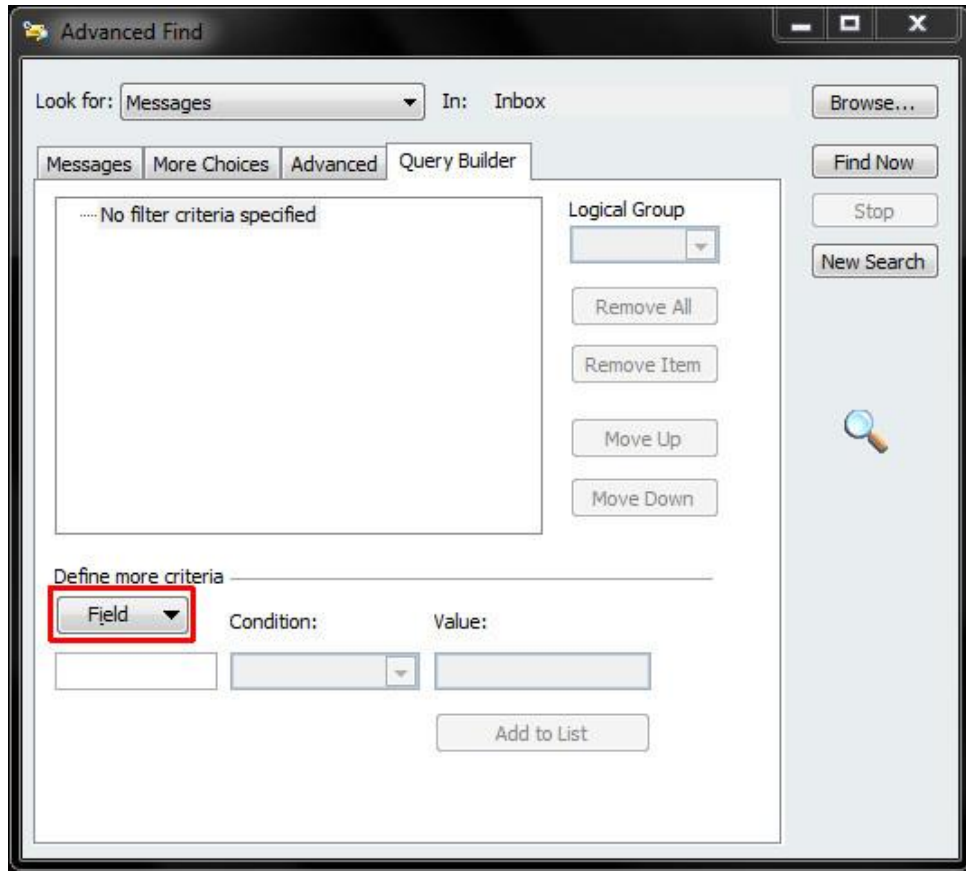 Advanced Find
Look for: Messages In: Inbox Browse...
Messages More Choices Advanced Query Builder Find Now
No filter criteria specified Logical Group Stop
New Search
Remove All
Remove Item
Move Up
Move Down
Define more criteria
Field Condition: Value:
Add to List